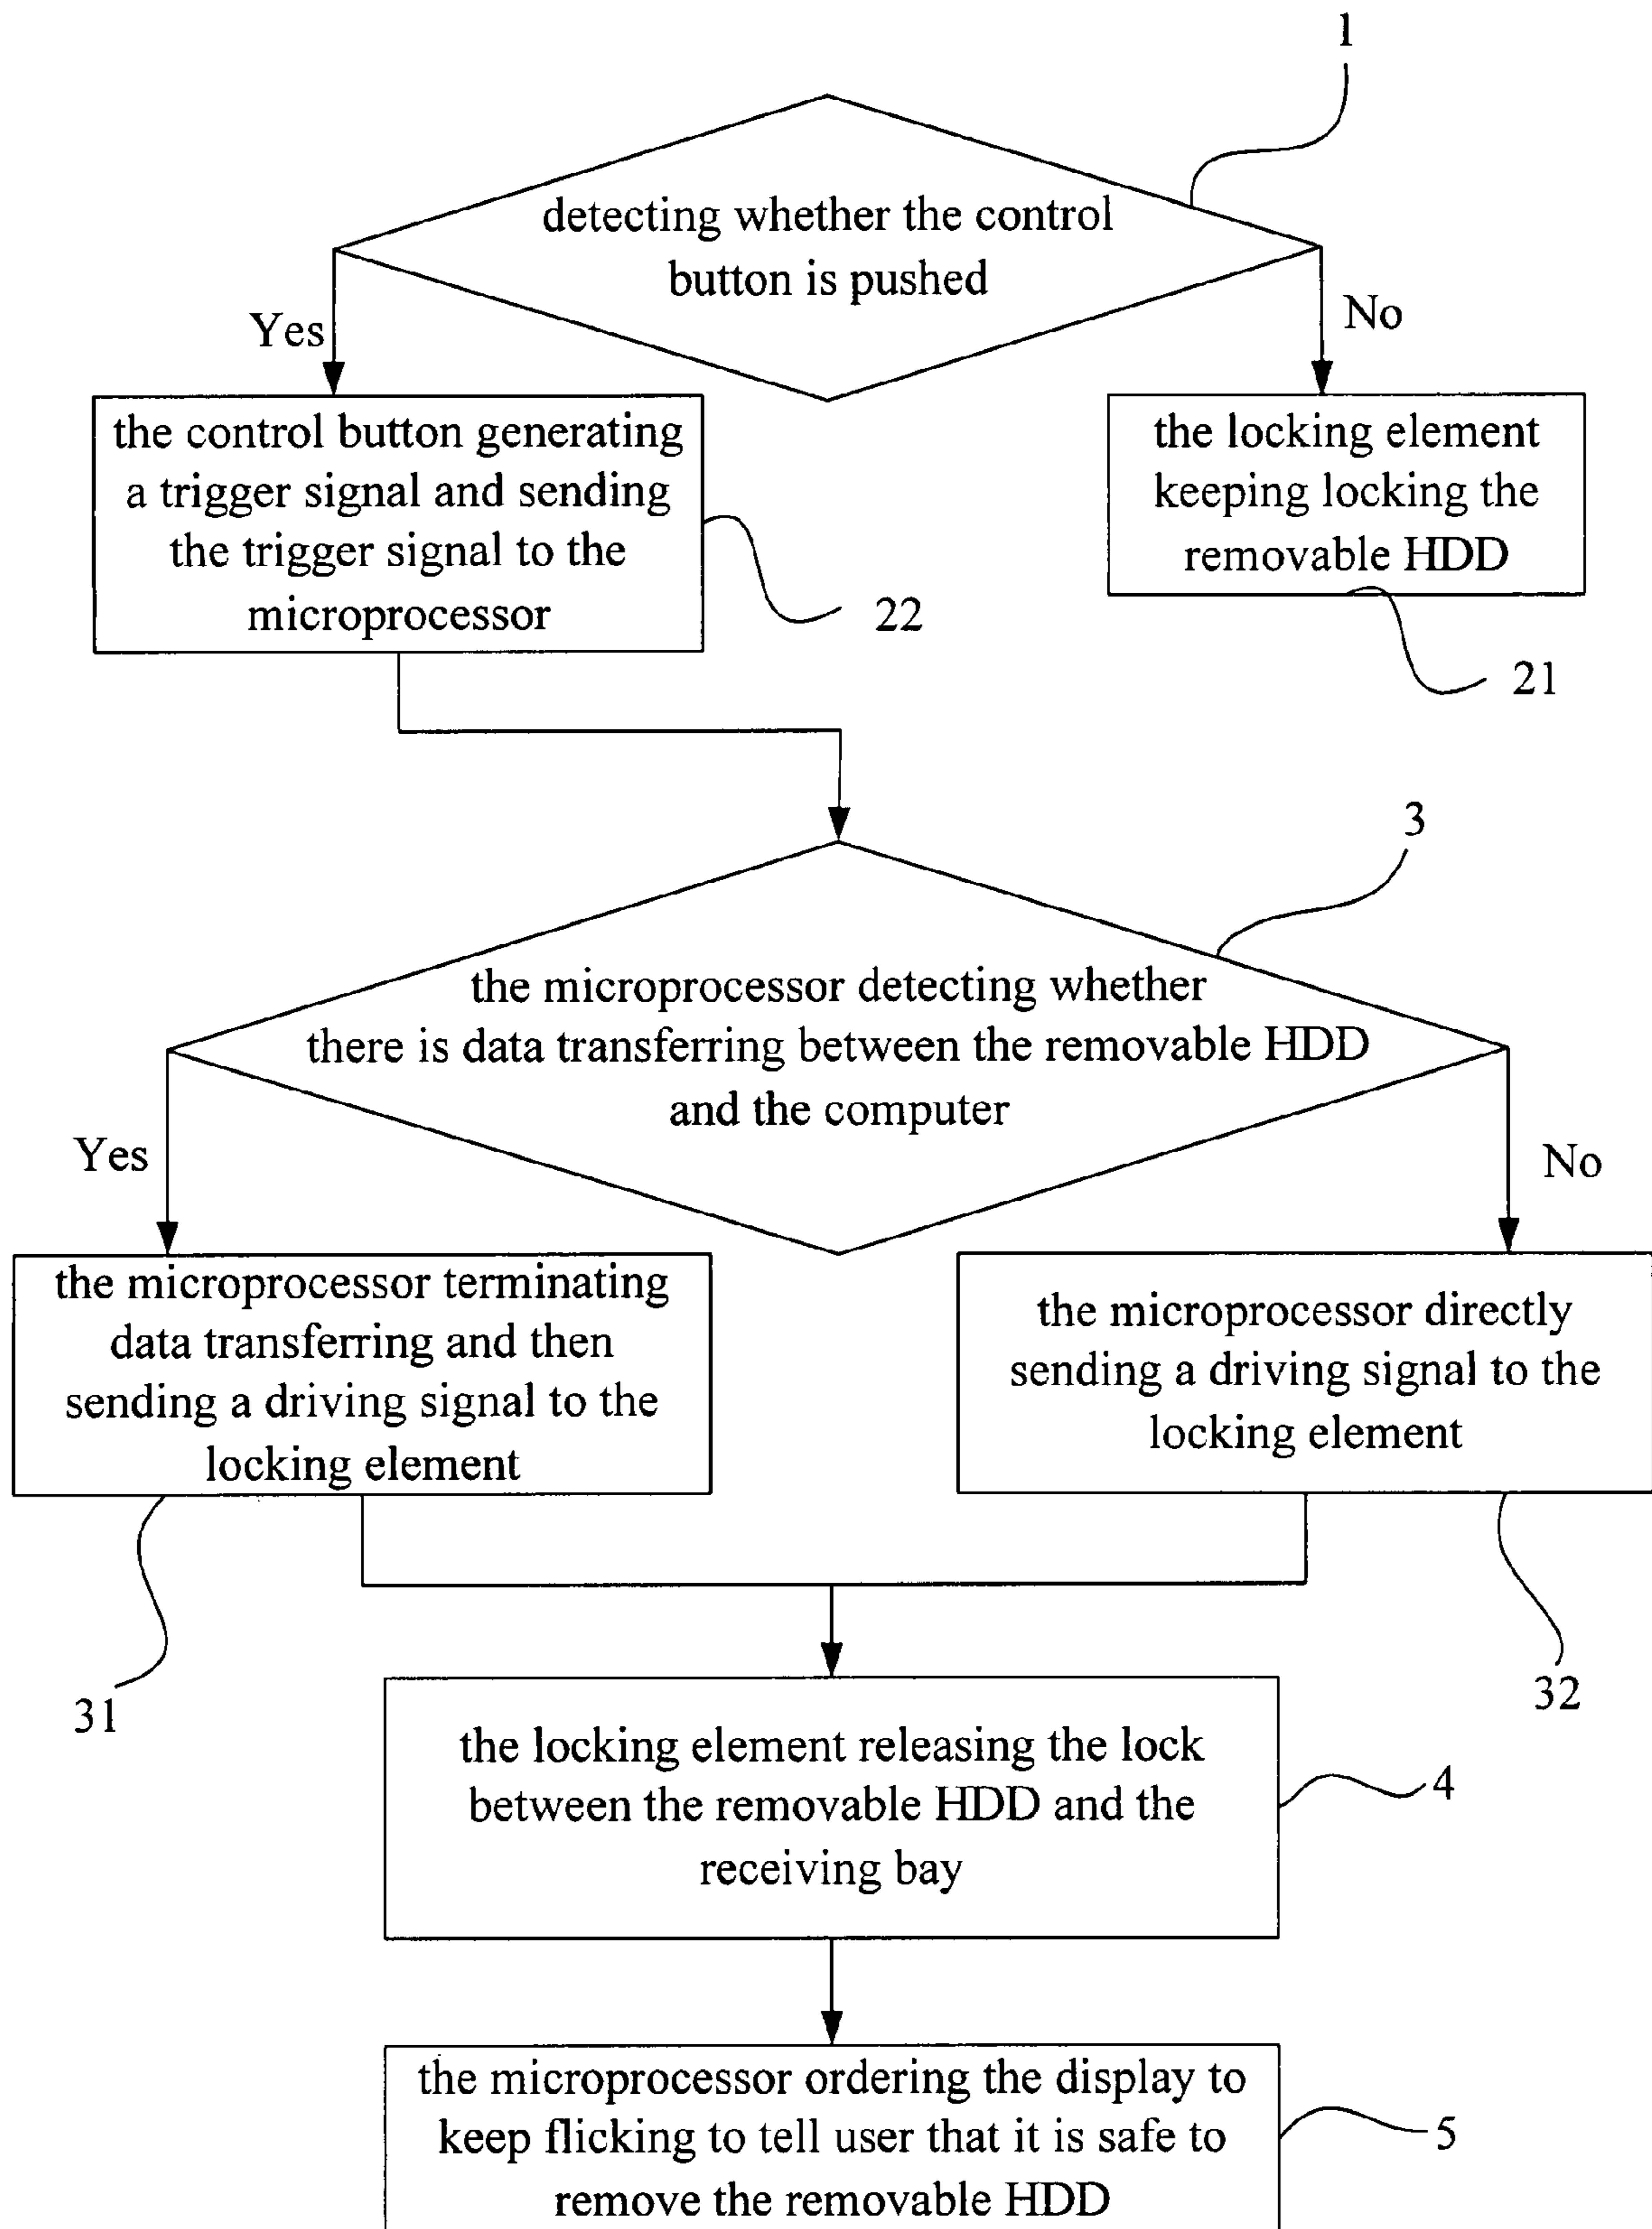 1
detecting whether the control
button is pushed
Yes
No
the control button generating
a trigger signal and sending
the trigger signal to the
microprocessor
22
the locking element
keeping locking the
removable HDD
21
3
the microprocessor detecting whether
there is data transferring between the removable HDD
and the computer
Yes
No
the microprocessor terminating
data transferring and then
sending a driving signal to the
locking element
31
the microprocessor directly
sending a driving signal to the
locking element
32
the locking element releasing the lock
between the removable HDD and the
receiving bay
4
the microprocessor ordering the display to
keep flicking to tell user that it is safe to
remove the removable HDD
5